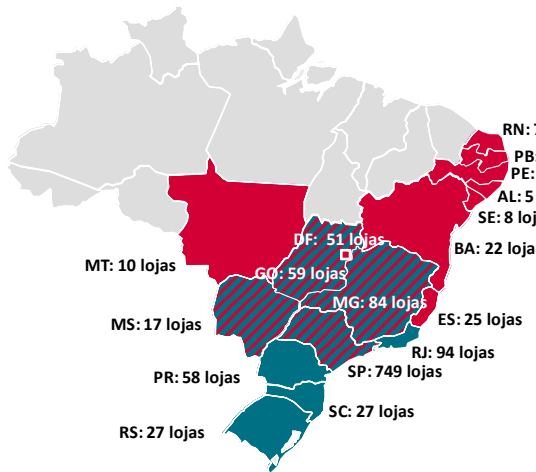 RN: 7
PB:
PE:
AL: 5
SE: 8 loj
DF: 51 lojas
BA: 22 loja
MT: 10 lojas
GO: 59 lojas
MG: 84 lojas
MS: 17 lojas
ES: 25 lojas
RJ: 94 lojas
SP: 749 lojas
PR: 58 lojas
SC: 27 lojas
RS: 27 lojas